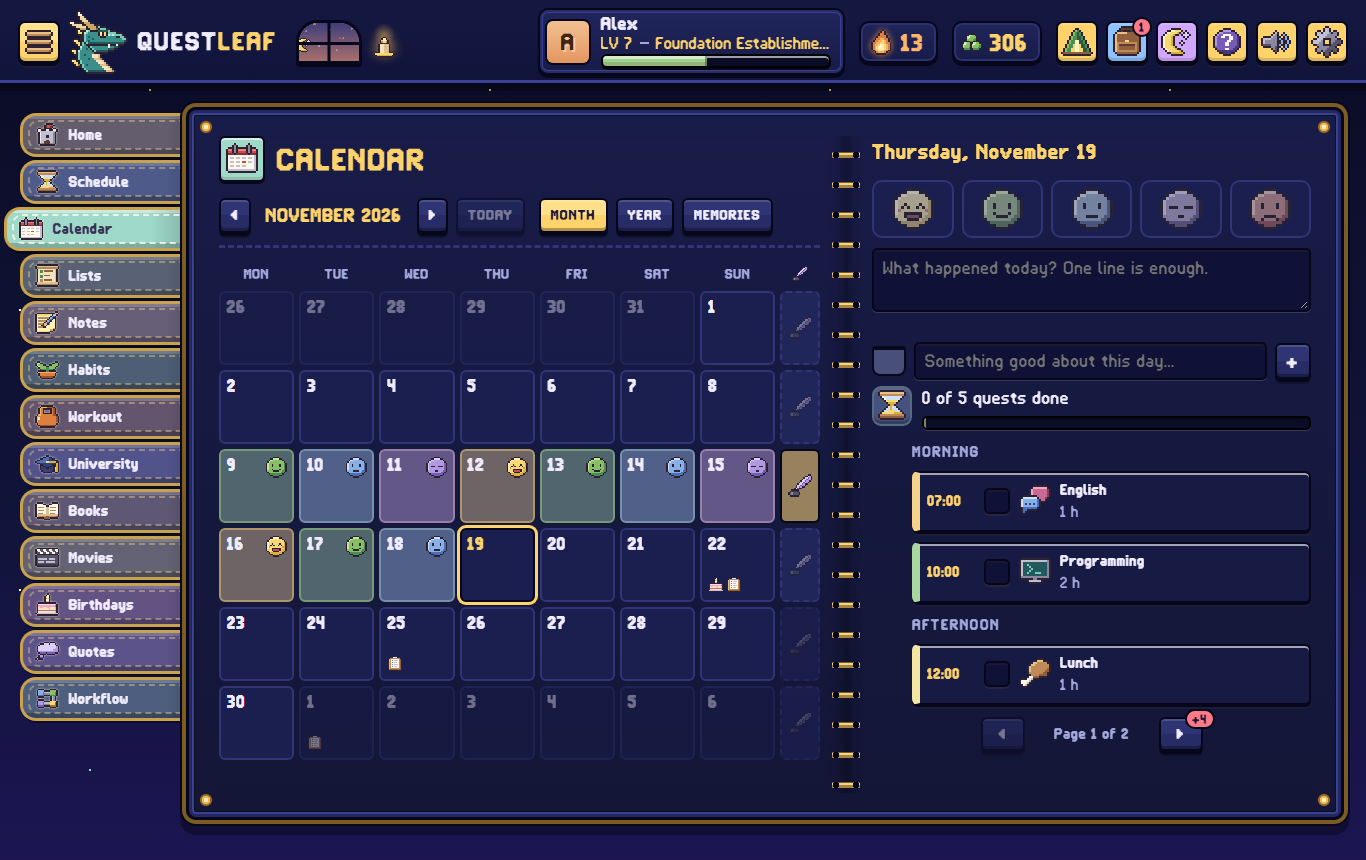 QUESTLEAF
A
Alex
LV 7 – Foundation Establishme...
13
306
1
Home
Schedule
Calendar
Lists
Notes
Habits
Workout
University
Books
Movies
Birthdays
Quotes
Workflow
CALENDAR
NOVEMBER 2026
TODAY
MONTH
YEAR
MEMORIES
MON TUE WED THU FRI SAT SUN
26 27 28 29 30 31 1
2 3 4 5 6 7 8
9 10 11 12 13 14 15
16 17 18 19 20 21 22
23 24 25 26 27 28 29
30 1 2 3 4 5 6
Thursday, November 19
What happened today? One line is enough.
Something good about this day...
+
0 of 5 quests done
MORNING
07:00
English
1 h
10:00
Programming
2 h
AFTERNOON
12:00
Lunch
1 h
Page 1 of 2
+4